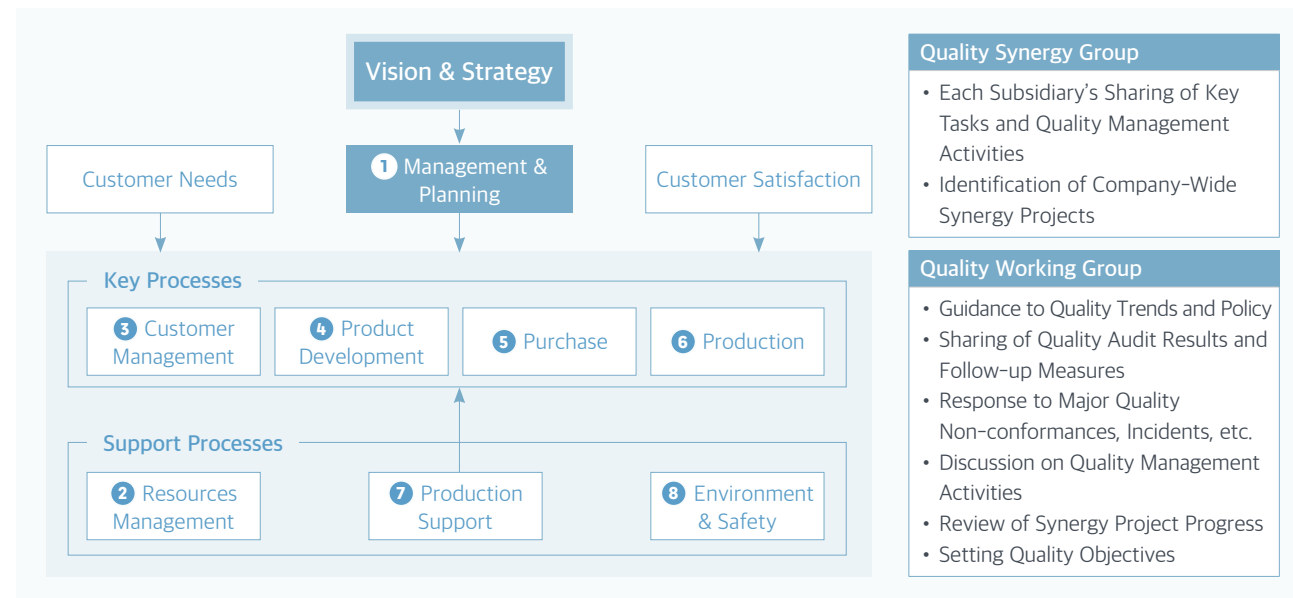 Vision & Strategy
Customer Needs
1 Management &
Planning
Customer Satisfaction
Key Processes
3 Customer
Management
4 Product
Development
5 Purchase
6 Production
Support Processes
2 Resources
Management
7 Production
Support
8 Environment
& Safety
Quality Synergy Group
• Each Subsidiary's Sharing of Key
Tasks and Quality Management
Activities
• Identification of Company-Wide
Synergy Projects
Quality Working Group
• Guidance to Quality Trends and Policy
• Sharing of Quality Audit Results and
Follow-up Measures
• Response to Major Quality
Non-conformances, Incidents, etc.
• Discussion on Quality Management
Activities
• Review of Synergy Project Progress
• Setting Quality Objectives